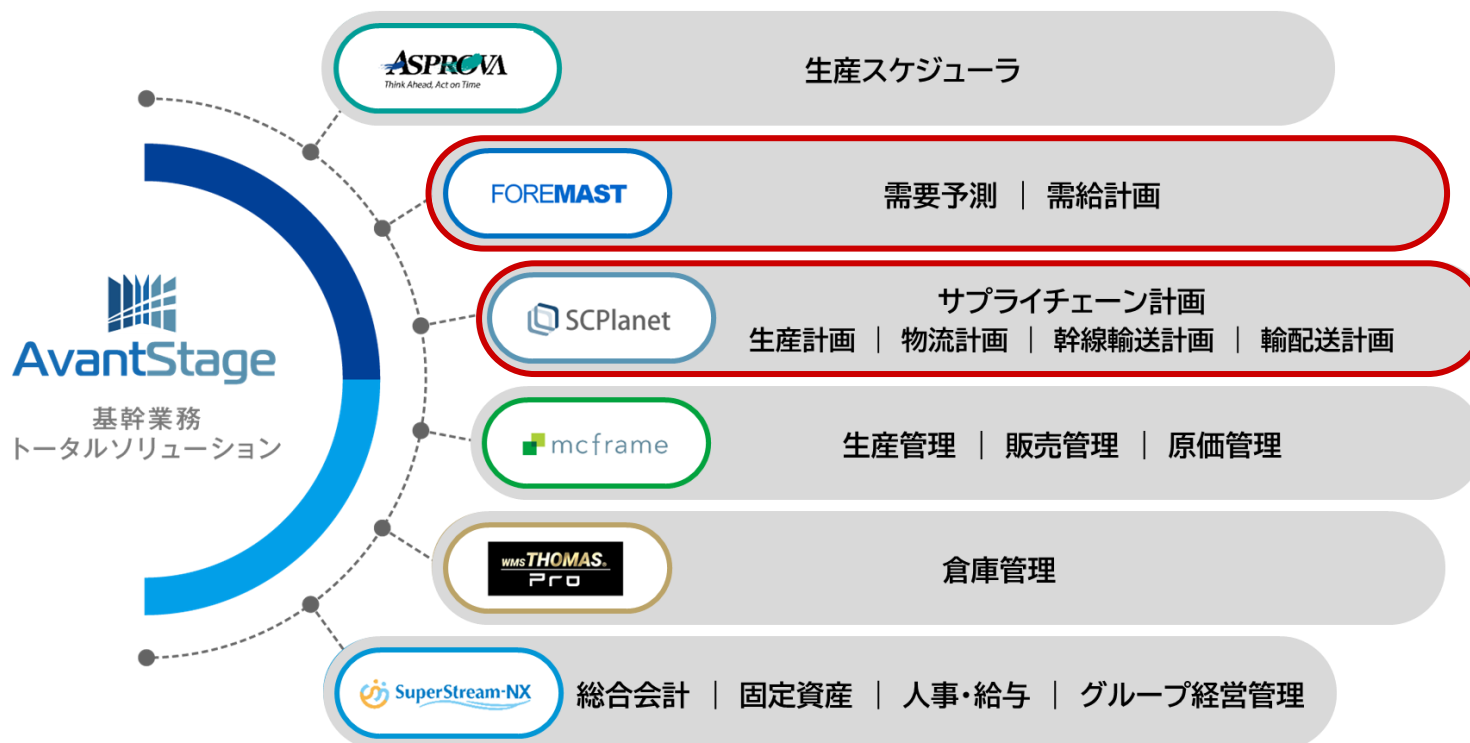 ASPROVA
Think Ahead, Act on Time
生産スケジューラ
FOREMAST
需要予測 | 需給計画
SCPlanet
サプライチェーン計画
生産計画 | 物流計画 | 幹線輸送計画 | 輸配送計画
AvantStage
基幹業務
トータルソリューション
mcframe
生産管理 | 販売管理 | 原価管理
WMS THOMAS®
Pro
倉庫管理
SuperStream-NX
総合会計 | 固定資産 | 人事・給与 | グループ経営管理